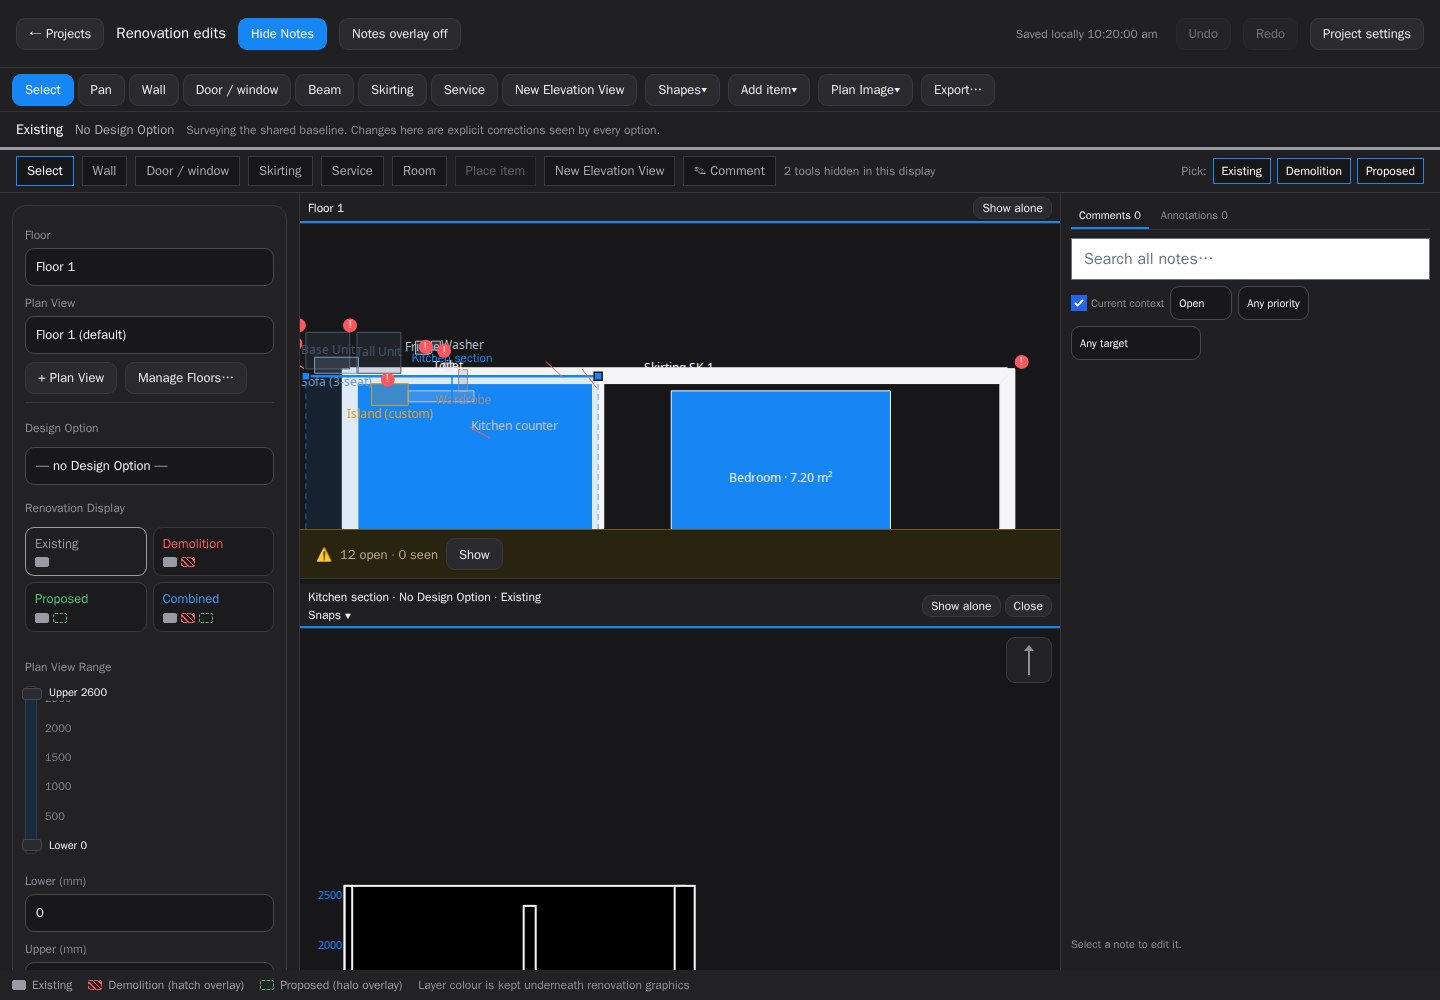 ← Projects
Renovation edits
Hide Notes
Notes overlay off
Saved locally 10:20:00 am
Undo
Redo
Project settings
Select
Pan
Wall
Door / window
Beam
Skirting
Service
New Elevation View
Shapes▾
Add item▾
Plan Image▾
Export⋯
Existing
No Design Option
Surveying the shared baseline. Changes here are explicit corrections seen by every option.
Select
Wall
Door / window
Skirting
Service
Room
Place item
New Elevation View
✎ Comment
2 tools hidden in this display
Pick:
Existing
Demolition
Proposed
Floor
Floor 1
Plan View
Floor 1 (default)
+ Plan View
Manage Floors⋯
Design Option
— no Design Option —
Renovation Display
Existing
Demolition
Proposed
Combined
Plan View Range
Upper 2600
2000
1500
1000
500
Lower 0
Lower (mm)
0
Upper (mm)
Floor 1
Show alone
Base Unit
Tall Unit
Washer
Kitchen section
Toilet
Skirting SK-1
Sofa (3-seat)
Wardrobe
Island (custom)
Kitchen counter
Bedroom · 7.20 m²
⚠️ 12 open · 0 seen
Show
Kitchen section · No Design Option · Existing
Snaps ▾
Show alone
Close
2500
2000
Comments 0
Annotations 0
Search all notes⋯
Current context
Open
Any priority
Any target
Select a note to edit it.
Existing
Demolition (hatch overlay)
Proposed (halo overlay)
Layer colour is kept underneath renovation graphics